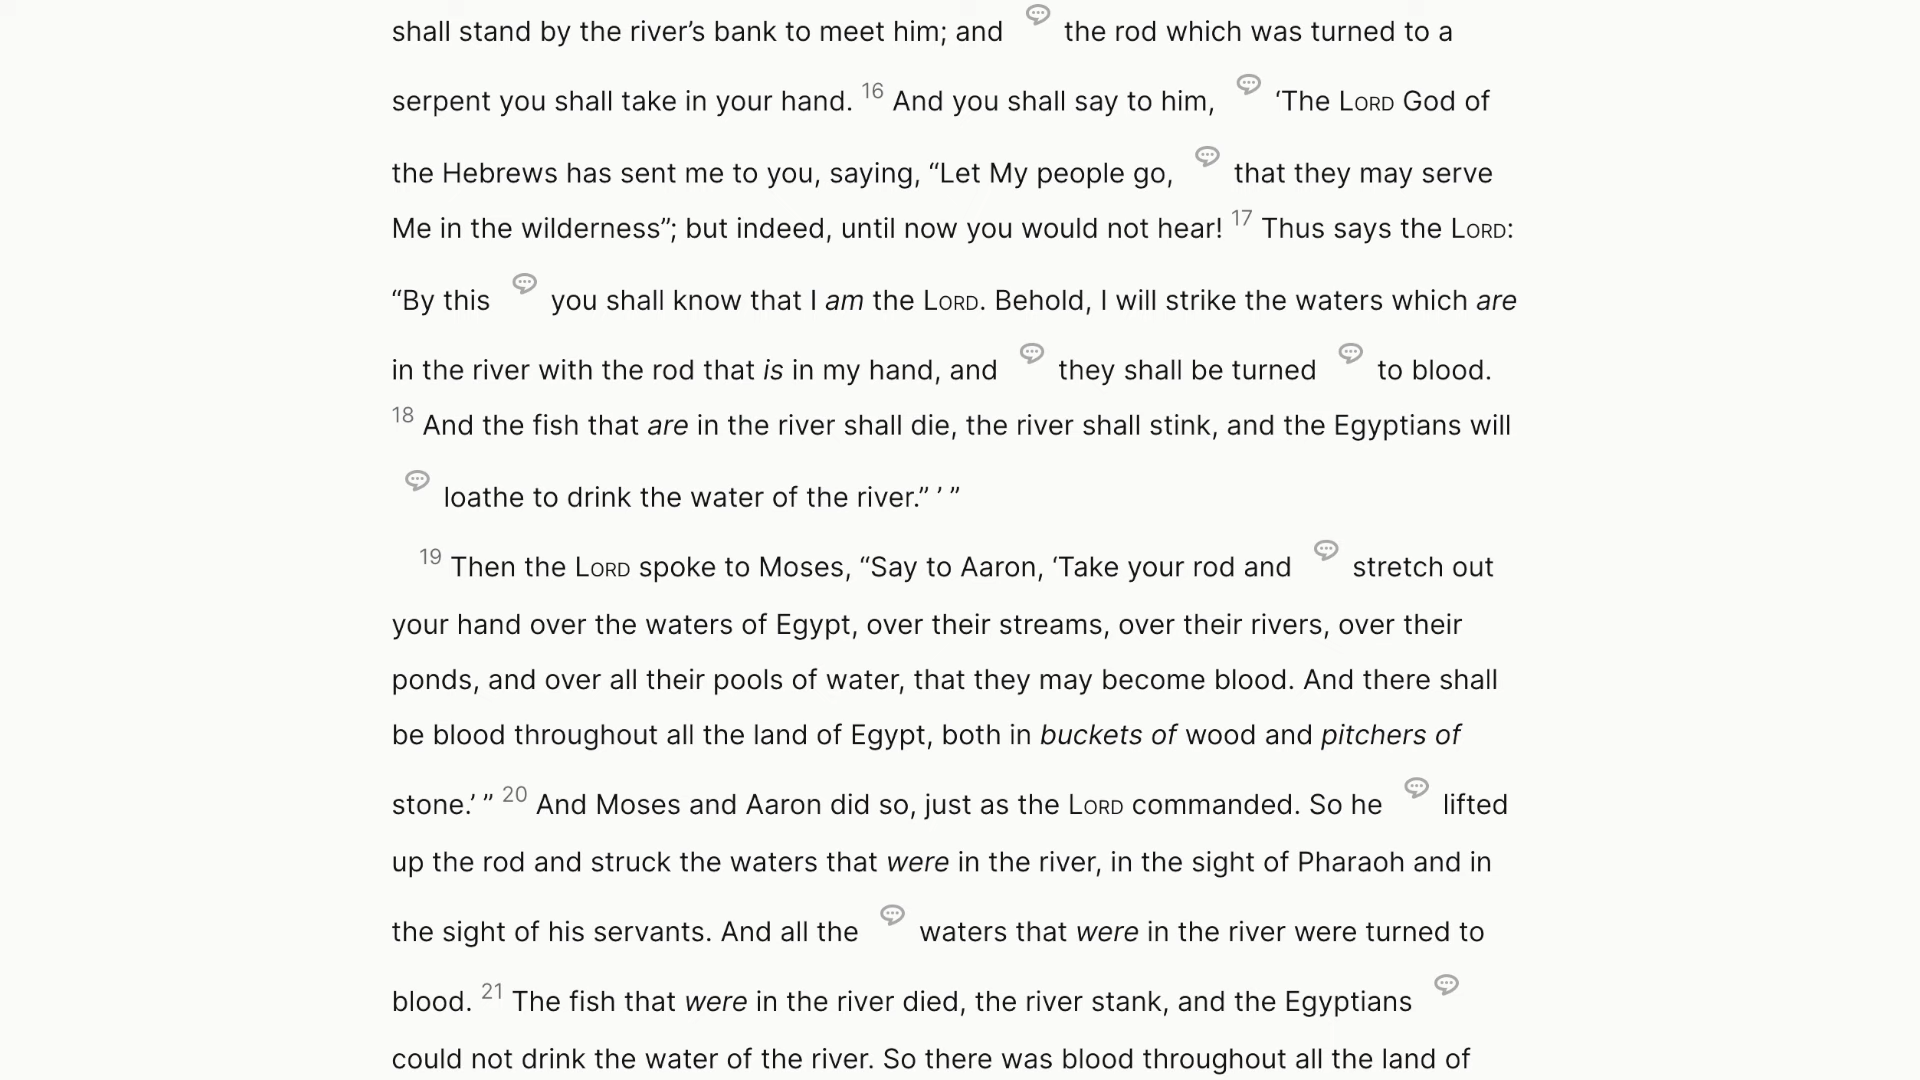 shall stand by the river’s bank to meet him; and the rod which was turned to a
serpent you shall take in your hand. 16 And you shall say to him, ‘The LORD God of
the Hebrews has sent me to you, saying, “Let My people go, that they may serve
Me in the wilderness”; but indeed, until now you would not hear! 17 Thus says the LORD:
“By this you shall know that I am the LORD. Behold, I will strike the waters which are
in the river with the rod that is in my hand, and they shall be turned to blood.
18 And the fish that are in the river shall die, the river shall stink, and the Egyptians will
loathe to drink the water of the river.” ’ ”
19 Then the LORD spoke to Moses, “Say to Aaron, ‘Take your rod and stretch out
your hand over the waters of Egypt, over their streams, over their rivers, over their
ponds, and over all their pools of water, that they may become blood. And there shall
be blood throughout all the land of Egypt, both in buckets of wood and pitchers of
stone.’ ” 20 And Moses and Aaron did so, just as the LORD commanded. So he lifted
up the rod and struck the waters that were in the river, in the sight of Pharaoh and in
the sight of his servants. And all the waters that were in the river were turned to
blood. 21 The fish that were in the river died, the river stank, and the Egyptians
could not drink the water of the river. So there was blood throughout all the land of